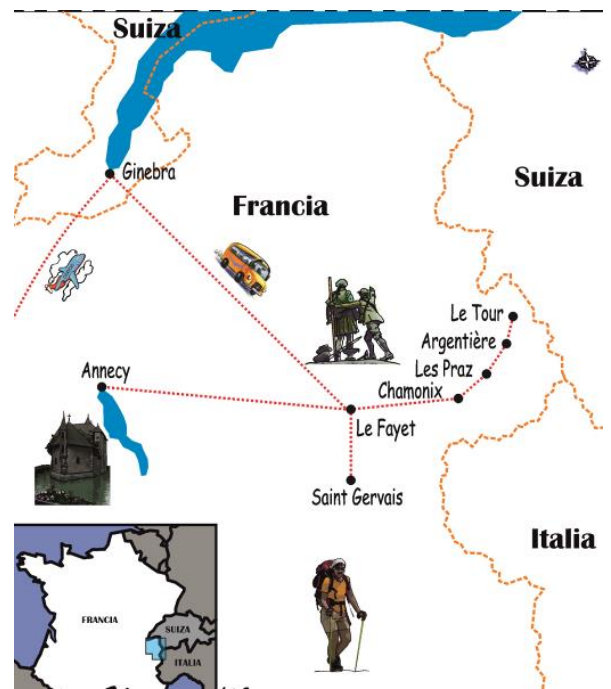 Suiza
Ginebra
Suiza
Francia
Le Tour
Argentière
Les Praz
Chamonix
Annecy
Le Fayet
Saint Gervais
Italia
FRANCIA
SUIZA
ITALIA